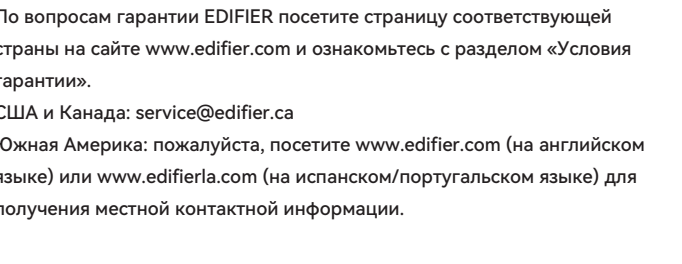 По вопросам гарантии EDIFIER посетите страницу соответствующей
страны на сайте www.edifier.com и ознакомьтесь с разделом «Условия
гарантии».
США и Канада: service@edifier.ca
Южная Америка: пожалуйста, посетите www.edifier.com (на английском
языке) или www.edifierla.com (на испанском/португальском языке) для
получения местной контактной информации.